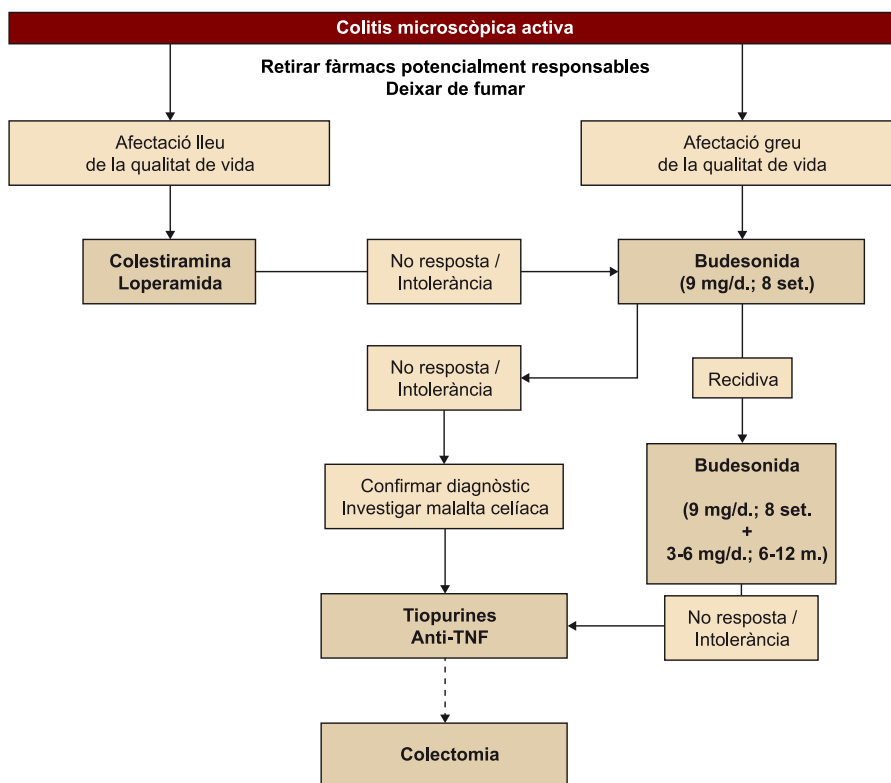 Colitis microscòpica activa
Retirar fàrmacs potencialment responsables
Deixar de fumar
Afectació lleu
de la qualitat de vida
Afectació greu
de la qualitat de vida
Colestiramina
Loperamida
No resposta /
Intolerància
Budesonida
(9 mg/d.; 8 set.)
No resposta /
Intolerància
Recidiva
Confirmar diagnòstic
Investigar malalta celíaca
Budesonida
(9 mg/d.; 8 set.
+
3-6 mg/d.; 6-12 m.)
Tiopurines
Anti-TNF
No resposta /
Intolerància
Colectomia